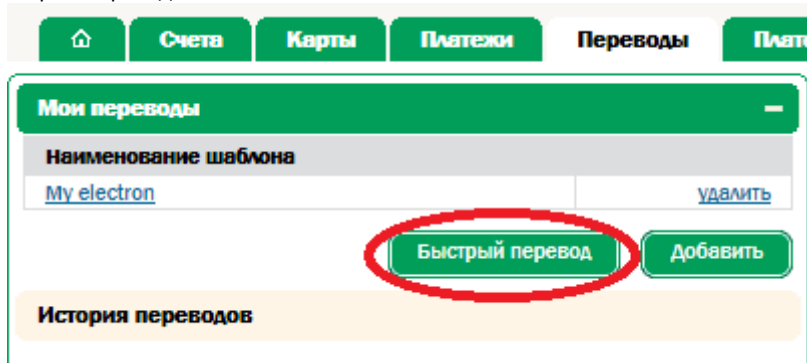 Счета Карты Платежи Переводы
Мои переводы
Наименование шаблона
My electron удалить
Быстрый перевод Добавить
История переводов